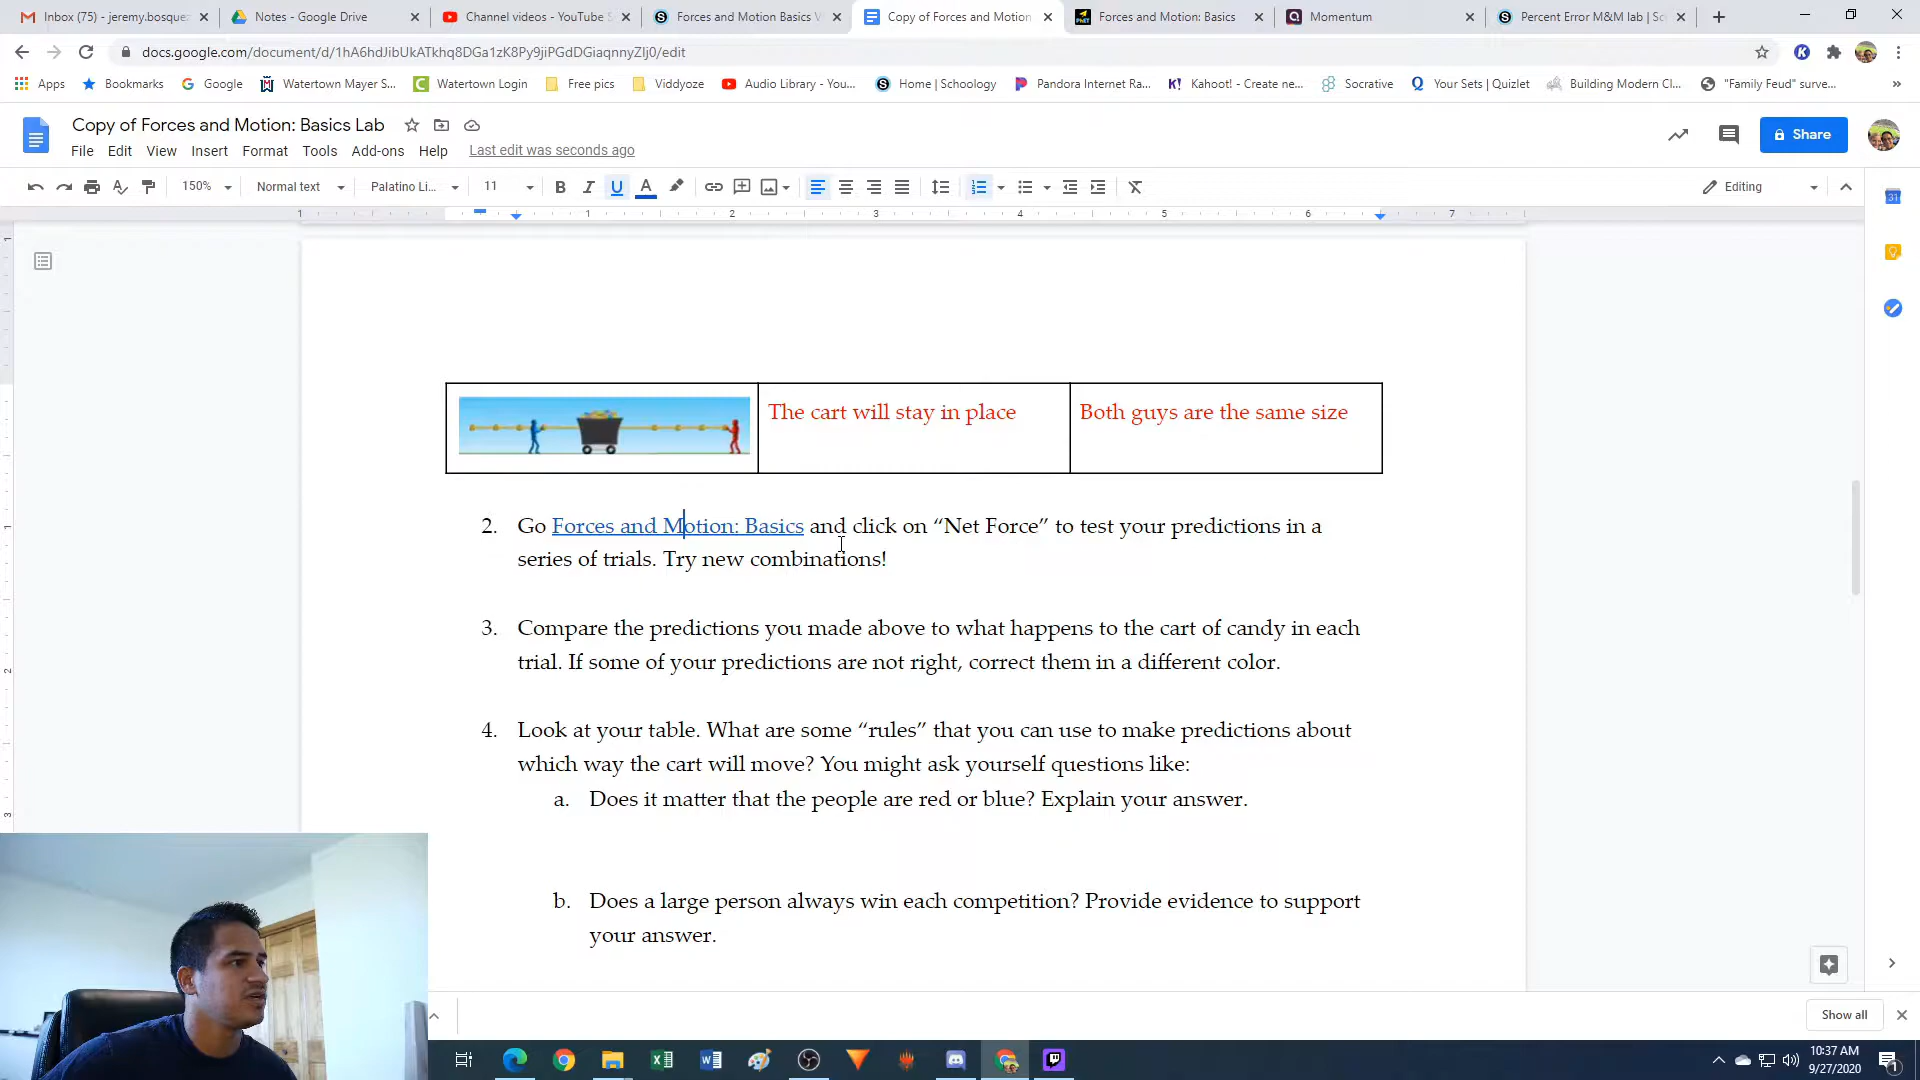 Inbox (75) - jeremy.bosque
Notes - Google Drive
Channel videos - YouTube S
Forces and Motion Basics V
Copy of Forces and Motion
Forces and Motion: Basics
Momentum
Percent Error M&M lab | Sc
docs.google.com/document/d/1hA6hdJibUkATkhq8DGa1zK8Py9jiPGdDGiaqnnyZIj0/edit
Apps
Bookmarks
Google
Watertown Mayer S...
Watertown Login
Free pics
Viddyoze
Audio Library - You...
Home | Schoology
Pandora Internet Ra...
Kahoot! - Create ne...
Socrative
Your Sets | Quizlet
Building Modern Cl...
"Family Feud" surve...
Copy of Forces and Motion: Basics Lab
File Edit View Insert Format Tools Add-ons Help Last edit was seconds ago
Share
150% Normal text Palatino Li... 11 B I U A Editing
1 1 2 3 4 5 6 7
The cart will stay in place
Both guys are the same size
2. Go Forces and Motion: Basics and click on “Net Force” to test your predictions in a
series of trials. Try new combinations!
3. Compare the predictions you made above to what happens to the cart of candy in each
trial. If some of your predictions are not right, correct them in a different color.
4. Look at your table. What are some “rules” that you can use to make predictions about
which way the cart will move? You might ask yourself questions like:
a. Does it matter that the people are red or blue? Explain your answer.
b. Does a large person always win each competition? Provide evidence to support
your answer.
Show all
10:37 AM
9/27/2020